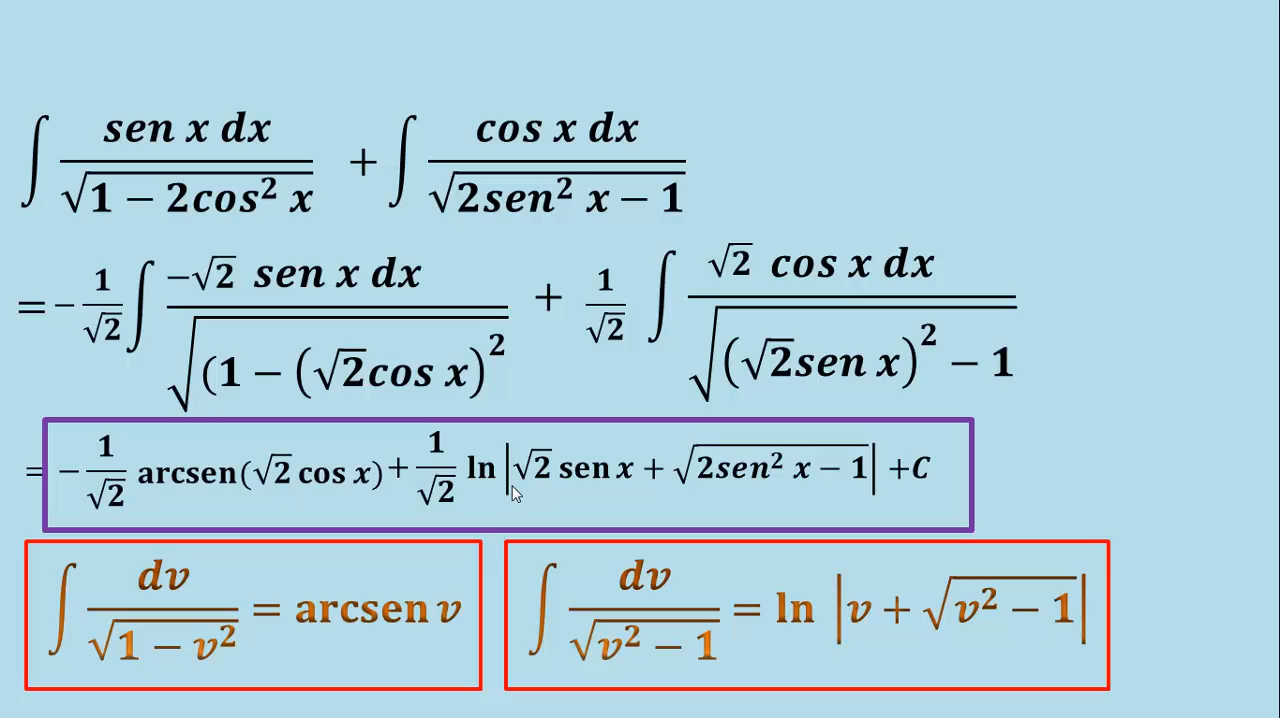 ∫ sen x dx / √(1 − 2cos² x) + ∫ cos x dx / √(2sen² x − 1)
= − 1/√2 ∫ −√2 sen x dx / √((1 − (√2cos x)²) + 1/√2 ∫ √2 cos x dx / √((√2sen x)² − 1)
= − 1/√2 arcsen(√2 cos x) + 1/√2 ln |√2 sen x + √(2sen² x − 1)| +C
∫ dv / √(1 − v²) = arcsen v
∫ dv / √(v² − 1) = ln |v + √(v² − 1)|